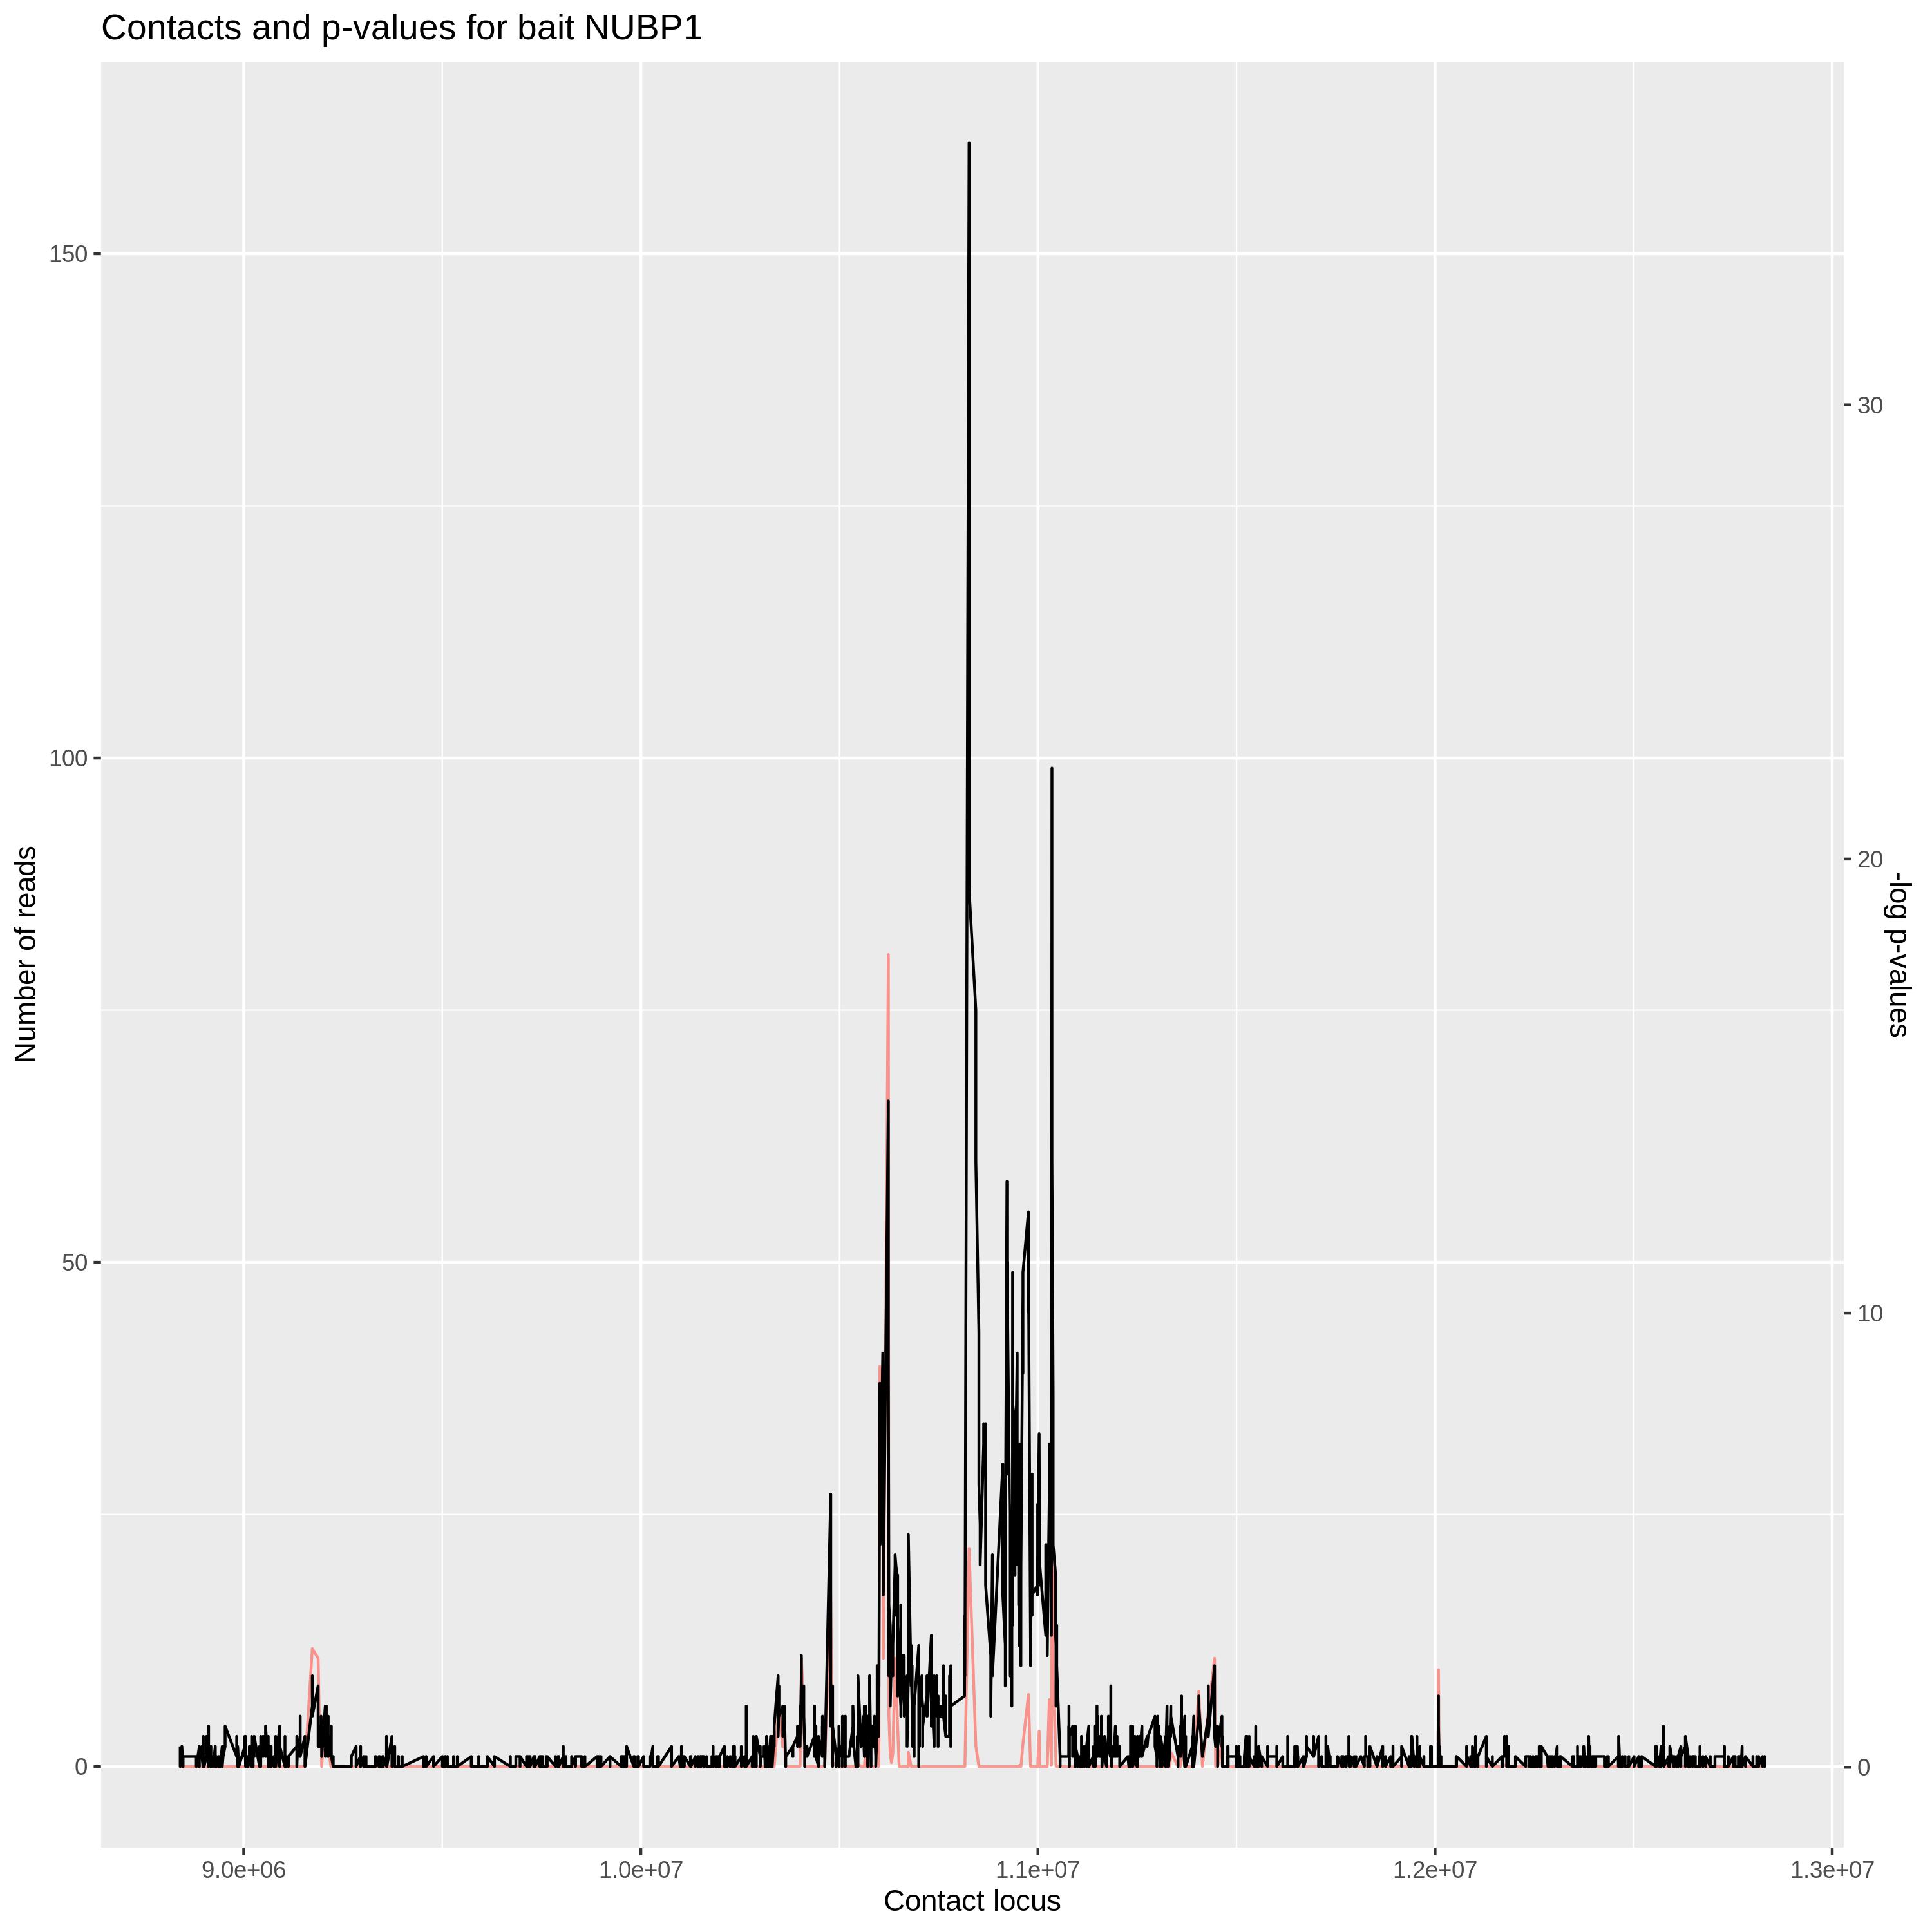 Contacts and p-values for bait NUBP1
150
100
50
0
Number of reads
30
20
10
0
-log p-values
9.0e+06
1.0e+07
1.1e+07
1.2e+07
1.3e+07
Contact locus